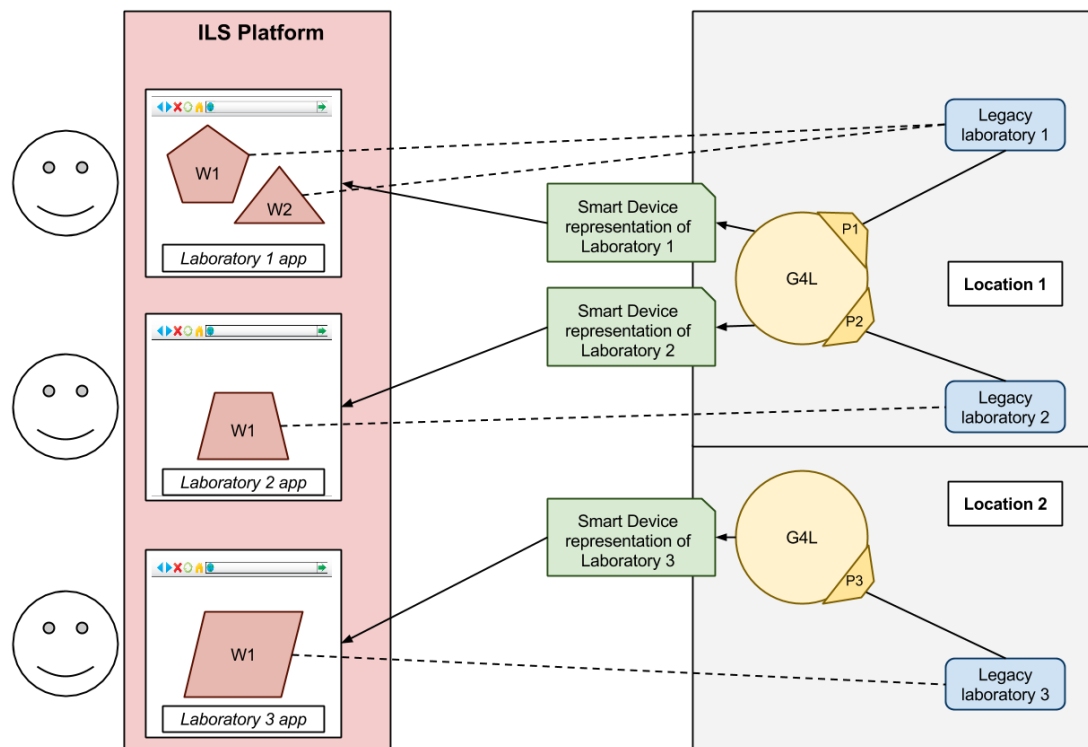 ILS Platform
W1
W2
Laboratory 1 app
Smart Device
representation of
Laboratory 1
Legacy
laboratory 1
P1
G4L
P2
Location 1
Smart Device
representation of
Laboratory 2
W1
Laboratory 2 app
Legacy
laboratory 2
Smart Device
representation of
Laboratory 3
G4L
P3
Location 2
W1
Laboratory 3 app
Legacy
laboratory 3